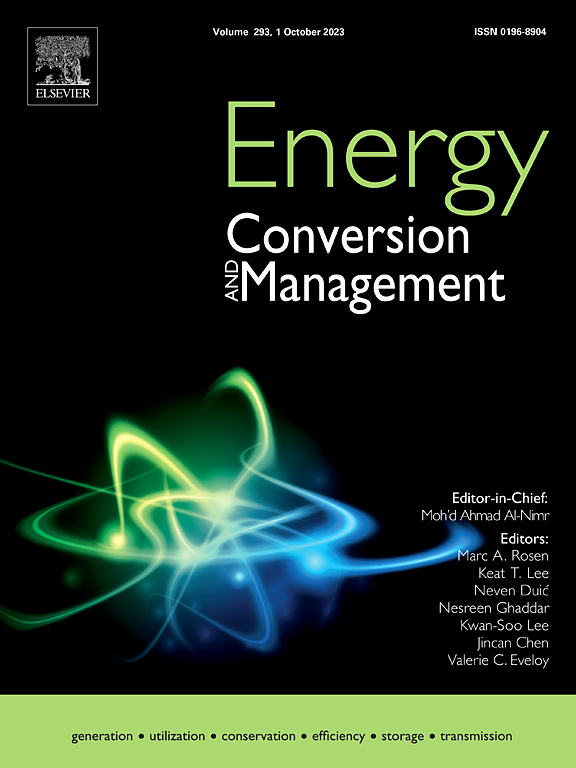 Volume 293, 1 October 2023
ISSN 0196-8904
ELSEVIER
Energy
Conversion
AND Management
Editor-in-Chief:
Moh'd Ahmad Al-Nimr
Editors:
Marc A. Rosen
Keat T. Lee
Neven Duić
Nesreen Ghaddar
Kwan-Soo Lee
Jincan Chen
Valerie C. Eveloy
generation • utilization • conservation • efficiency • storage • transmission